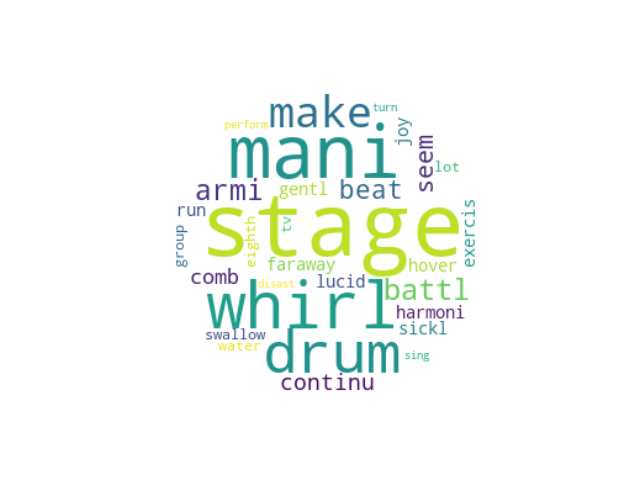 make
turn
perform
joy
mani
seem
lot
armi
gentl
beat
run
stage
exercis
group
eighth
tv
faraway
hover
comb
disast
lucid
battl
whirl
harmoni
swallow
sickl
water
drum
sing
continu